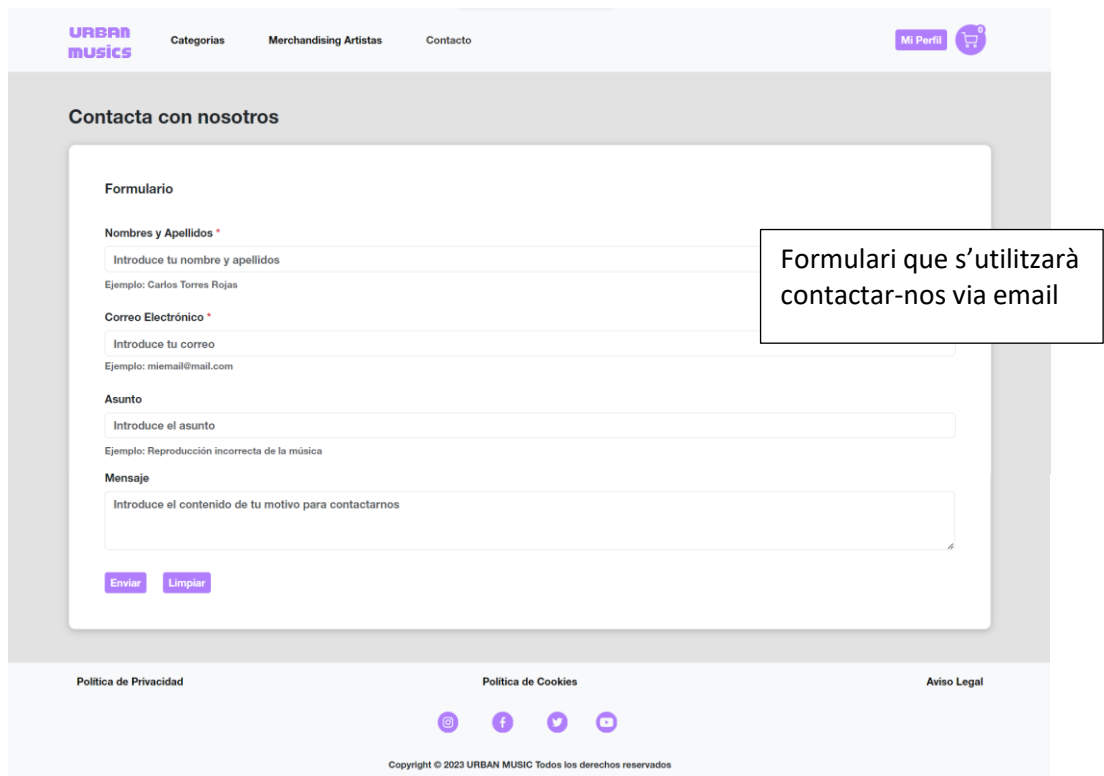 URBAN
musics
Categorias
Merchandising Artistas
Contacto
Mi Perfil
0
Contacta con nosotros
Formulario
Nombres y Apellidos *
Introduce tu nombre y apellidos
Ejemplo: Carlos Torres Rojas
Formulari que s’utilitzarà
contactar-nos via email
Correo Electrónico *
Introduce tu correo
Ejemplo: miemail@mail.com
Asunto
Introduce el asunto
Ejemplo: Reproducción incorrecta de la música
Mensaje
Introduce el contenido de tu motivo para contactarnos
Enviar
Limpiar
Política de Privacidad
Política de Cookies
Aviso Legal
Copyright © 2023 URBAN MUSIC Todos los derechos reservados